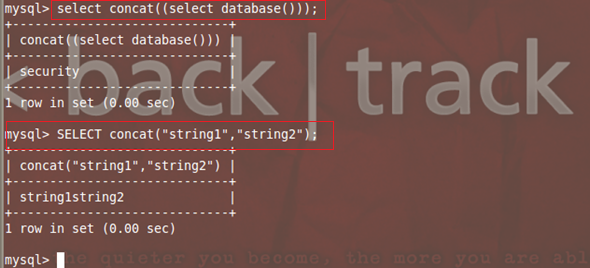 mysql> select concat((select database()));
+----------------------------+
| concat((select database())) |
+----------------------------+
| security |
+----------------------------+
1 row in set (0.00 sec)
mysql> SELECT concat("string1","string2");
+----------------------------+
| concat("string1","string2") |
+----------------------------+
| string1string2 |
+----------------------------+
1 row in set (0.00 sec)
mysql>
< back | track
he quieter you become, the more you are abl